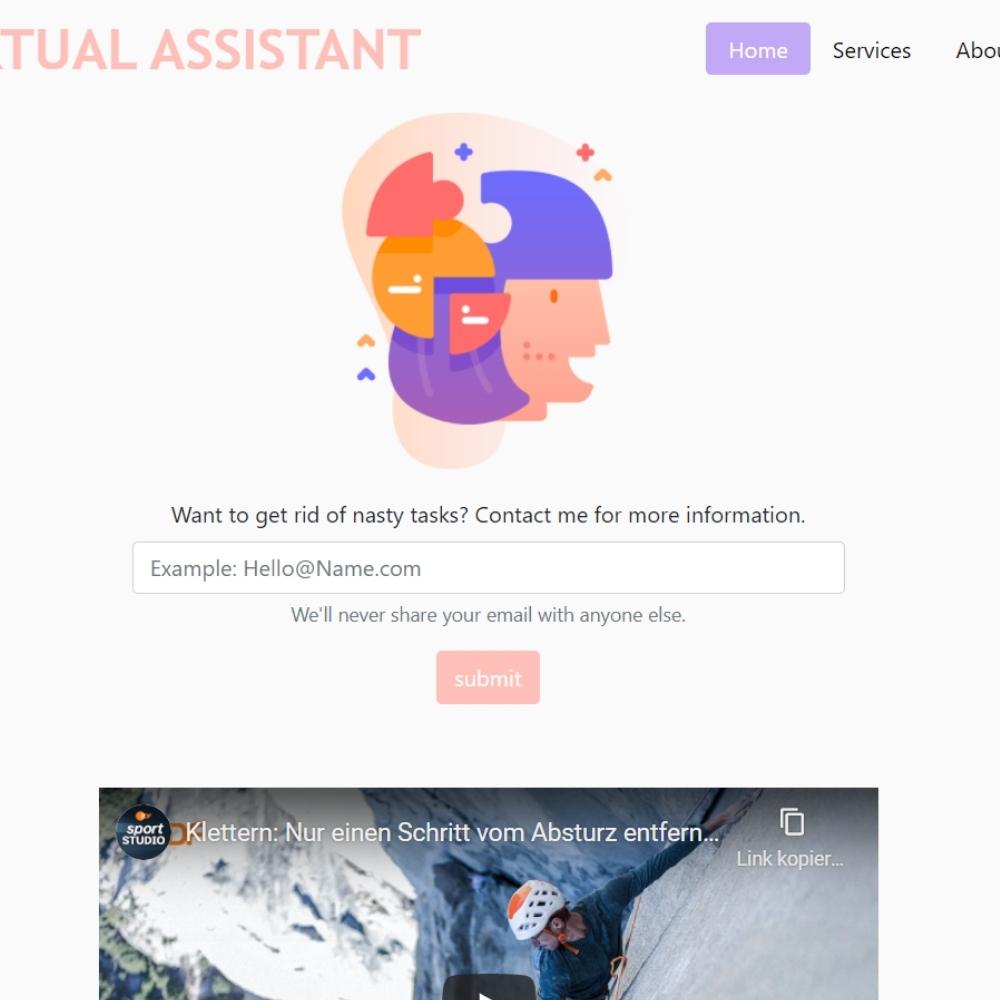 TUAL ASSISTANT
Home
Services
Abou
Want to get rid of nasty tasks? Contact me for more information.
Example: Hello@Name.com
We'll never share your email with anyone else.
submit
sport
STUDIO
Klettern: Nur einen Schritt vom Absturz entfern...
Link kopier...